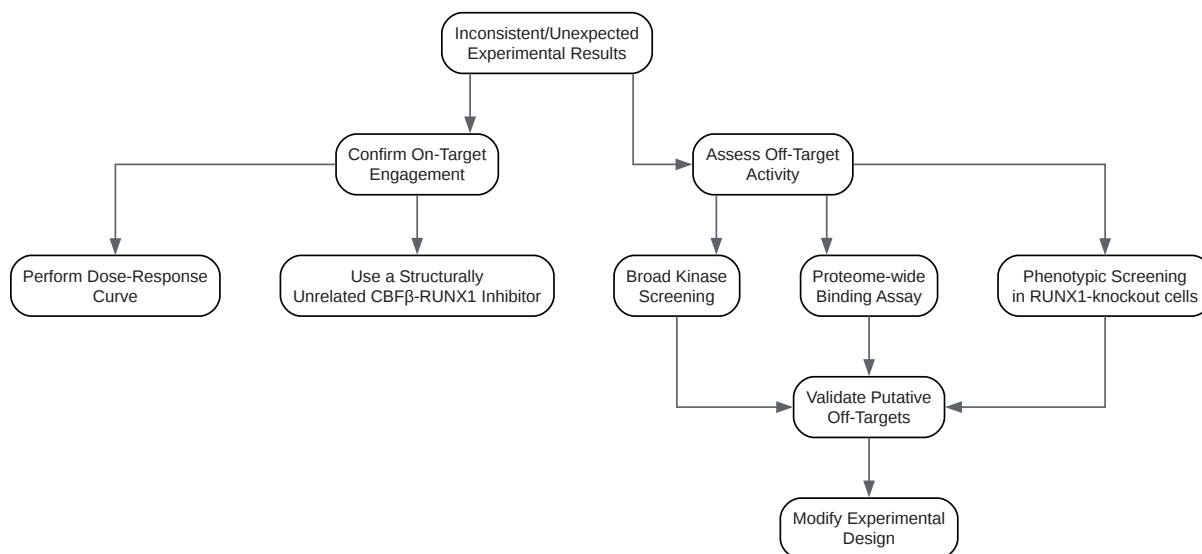 Inconsistent/Unexpected
Experimental Results
Confirm On-Target
Engagement
Assess Off-Target
Activity
Perform Dose-Response
Curve
Use a Structurally
Unrelated CBFβ-RUNX1 Inhibitor
Broad Kinase
Screening
Proteome-wide
Binding Assay
Phenotypic Screening
in RUNX1-knockout cells
Validate Putative
Off-Targets
Modify Experimental
Design